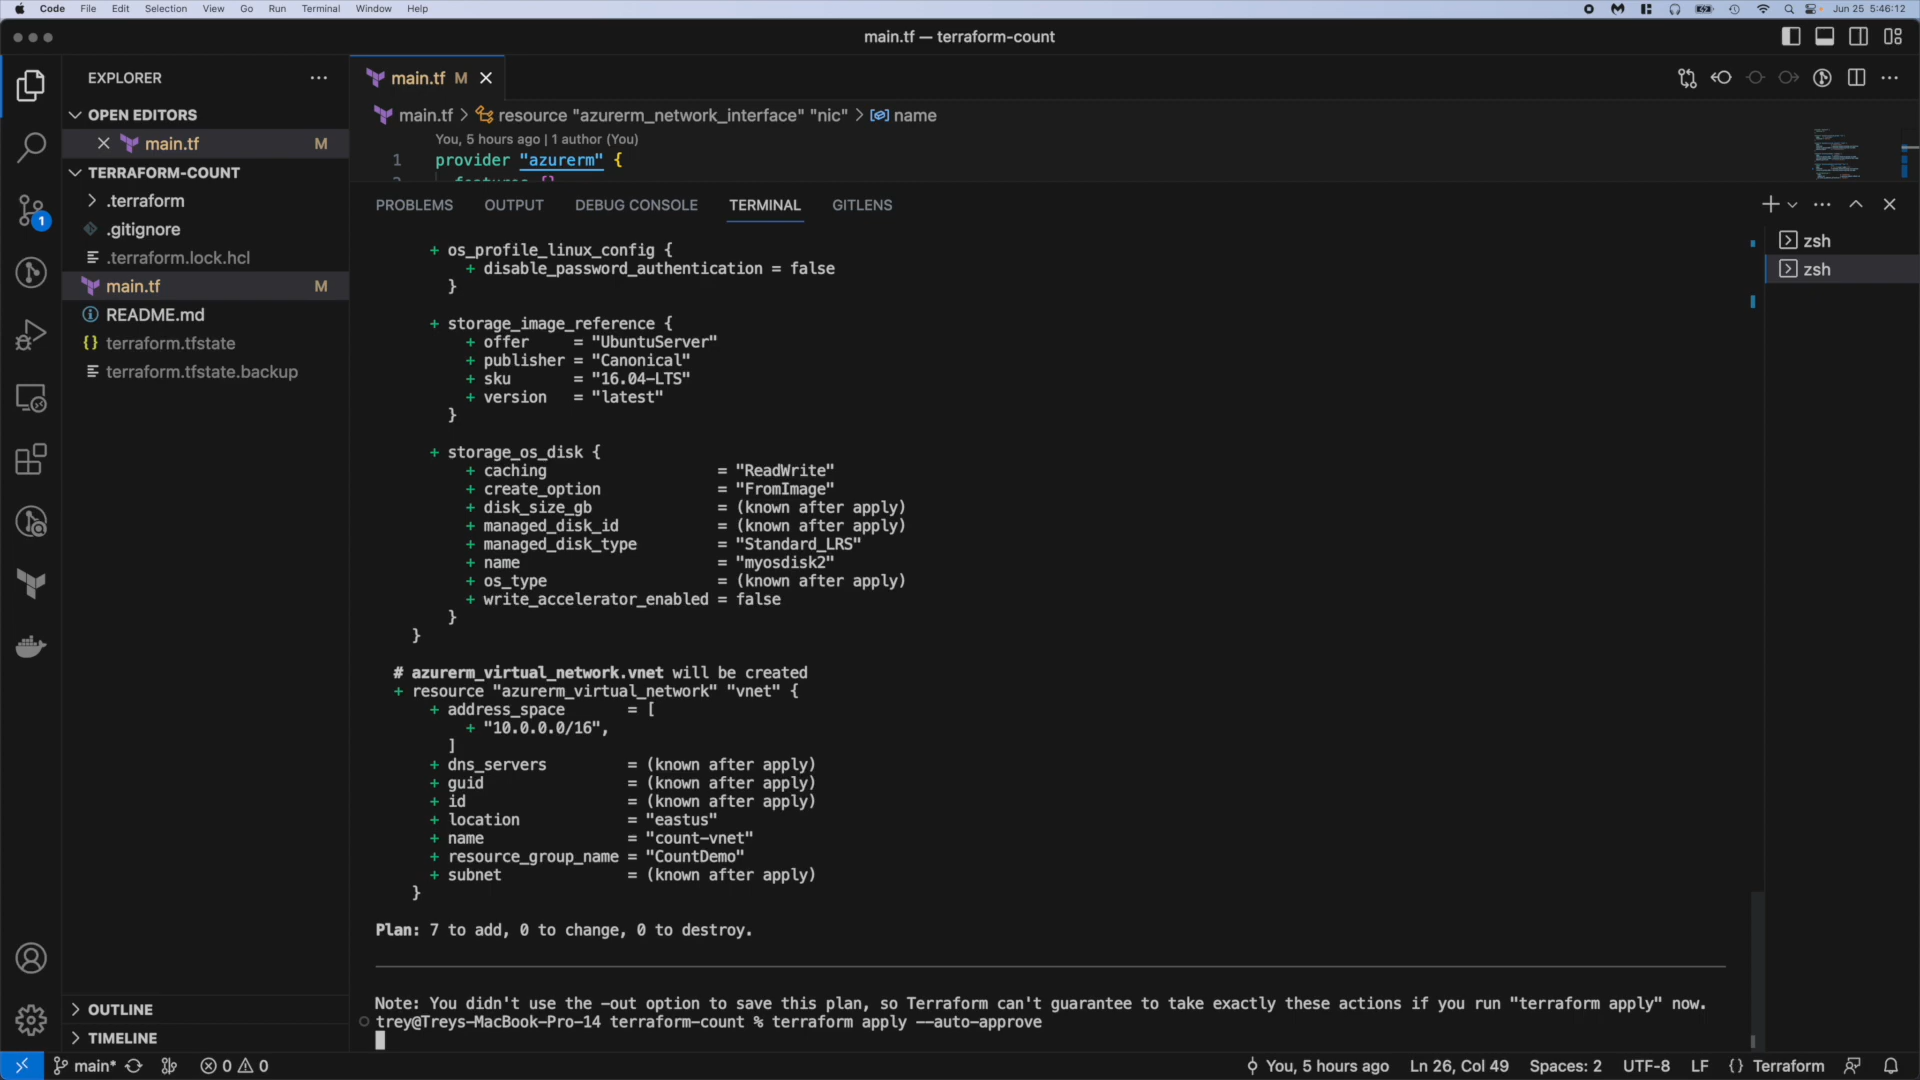 Code File Edit Selection View Go Run Terminal Window Help
Jun 25 5:46:12
main.tf — terraform-count
EXPLORER
OPEN EDITORS
main.tf M
TERRAFORM-COUNT
.terraform
.gitignore
.terraform.lock.hcl
main.tf M
README.md
terraform.tfstate
terraform.tfstate.backup
OUTLINE
TIMELINE
main.tf M
main.tf > resource "azurerm_network_interface" "nic" > name
You, 5 hours ago | 1 author (You)
1 provider "azurerm" {
PROBLEMS OUTPUT DEBUG CONSOLE TERMINAL GITLENS
zsh
zsh
+ os_profile_linux_config {
+ disable_password_authentication = false
}
+ storage_image_reference {
+ offer = "UbuntuServer"
+ publisher = "Canonical"
+ sku = "16.04-LTS"
+ version = "latest"
}
+ storage_os_disk {
+ caching = "ReadWrite"
+ create_option = "FromImage"
+ disk_size_gb = (known after apply)
+ managed_disk_id = (known after apply)
+ managed_disk_type = "Standard_LRS"
+ name = "myosdisk2"
+ os_type = (known after apply)
+ write_accelerator_enabled = false
}
}
# azurerm_virtual_network.vnet will be created
+ resource "azurerm_virtual_network" "vnet" {
+ address_space = [
+ "10.0.0.0/16",
]
+ dns_servers = (known after apply)
+ guid = (known after apply)
+ id = (known after apply)
+ location = "eastus"
+ name = "count-vnet"
+ resource_group_name = "CountDemo"
+ subnet = (known after apply)
}
Plan: 7 to add, 0 to change, 0 to destroy.
Note: You didn't use the -out option to save this plan, so Terraform can't guarantee to take exactly these actions if you run "terraform apply" now.
trey@Treys-MacBook-Pro-14 terraform-count % terraform apply --auto-approve
main* 0 0 You, 5 hours ago Ln 26, Col 49 Spaces: 2 UTF-8 LF {} Terraform